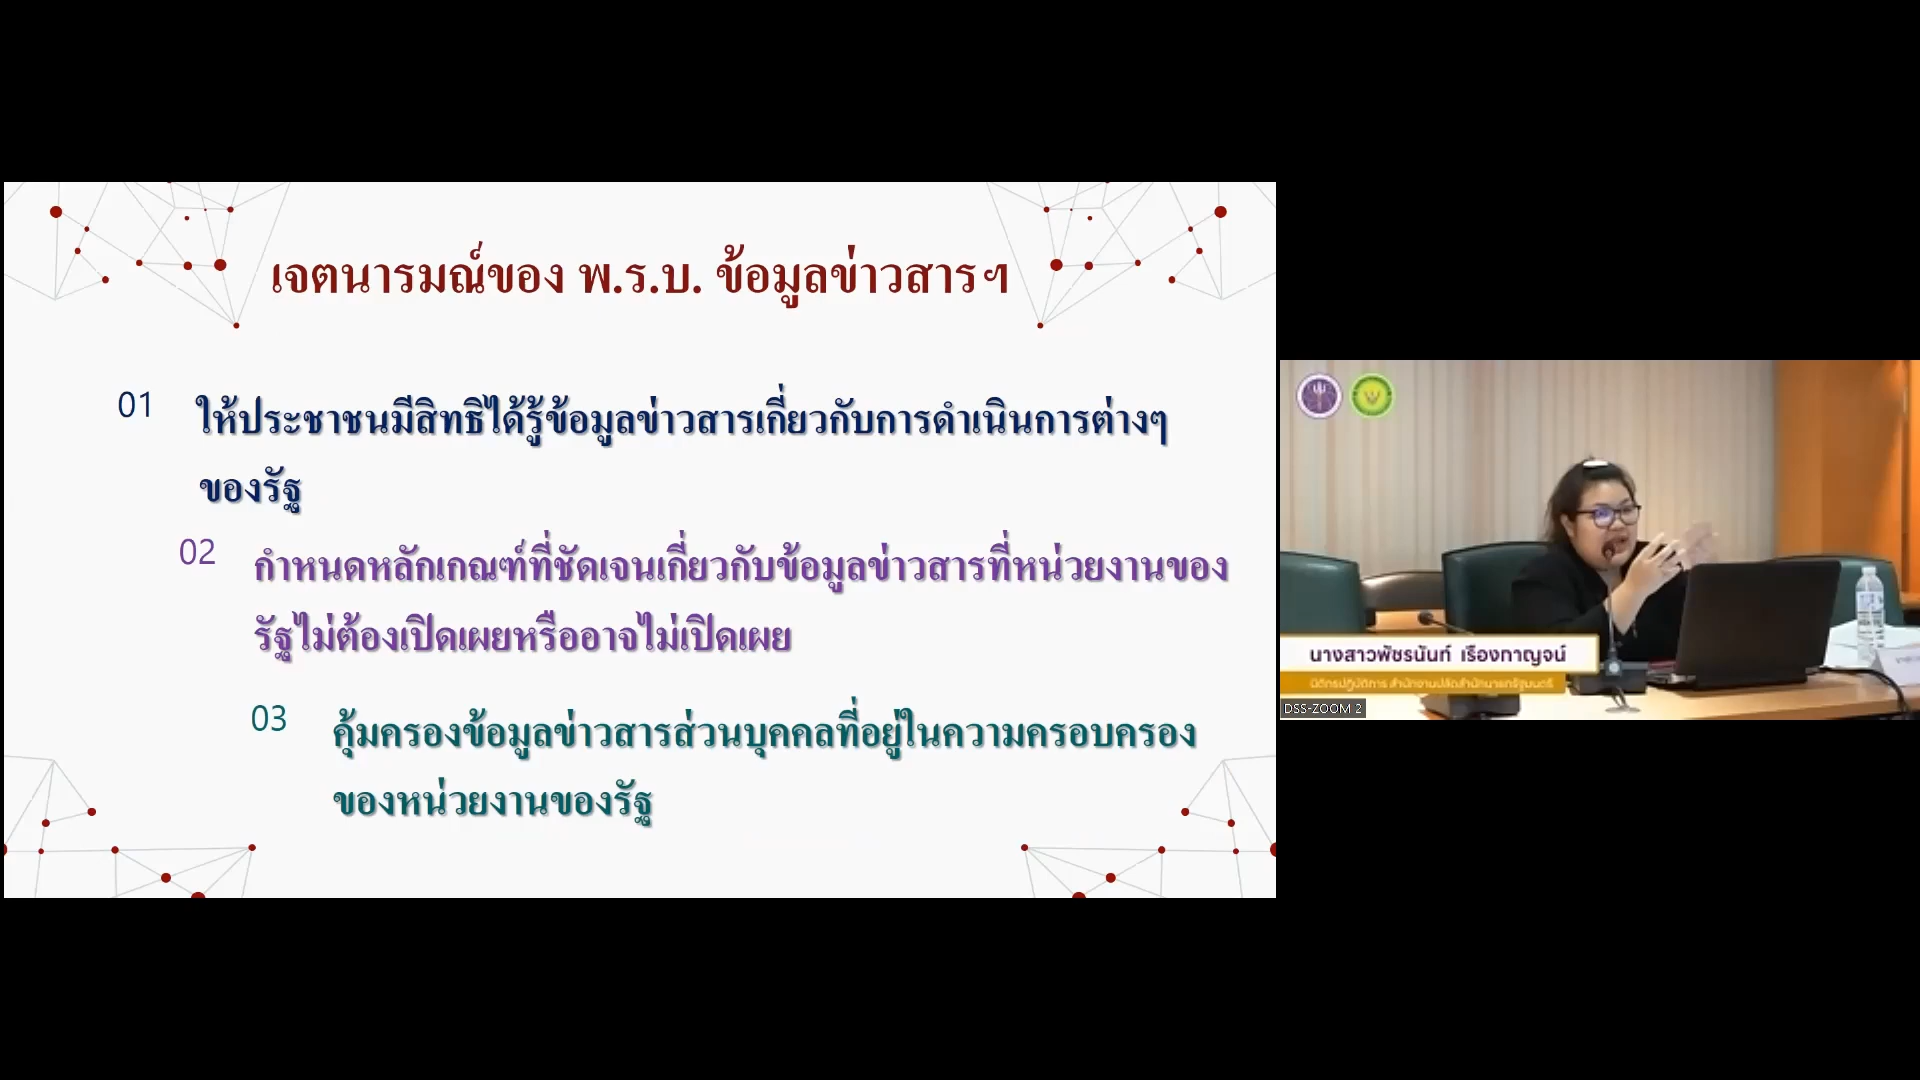 เจตนารมณ์ของ พ.ร.บ. ข้อมูลข่าวสารฯ
01
ให้ประชาชนมีสิทธิได้รู้ข้อมูลข่าวสารเกี่ยวกับการดำเนินการต่างๆ
ของรัฐ
02
กำหนดหลักเกณฑ์ที่ชัดเจนเกี่ยวกับข้อมูลข่าวสารที่หน่วยงานของ
รัฐไม่ต้องเปิดเผยหรืออาจไม่เปิดเผย
03
คุ้มครองข้อมูลข่าวสารส่วนบุคคลที่อยู่ในความครอบครอง
ของหน่วยงานของรัฐ
นางสาวพัชรนันท์ เรืองกาญจน์
นิติกรปฏิบัติการ สำนักงานปลัดสำนักนายกรัฐมนตรี
DSS-ZOOM 2